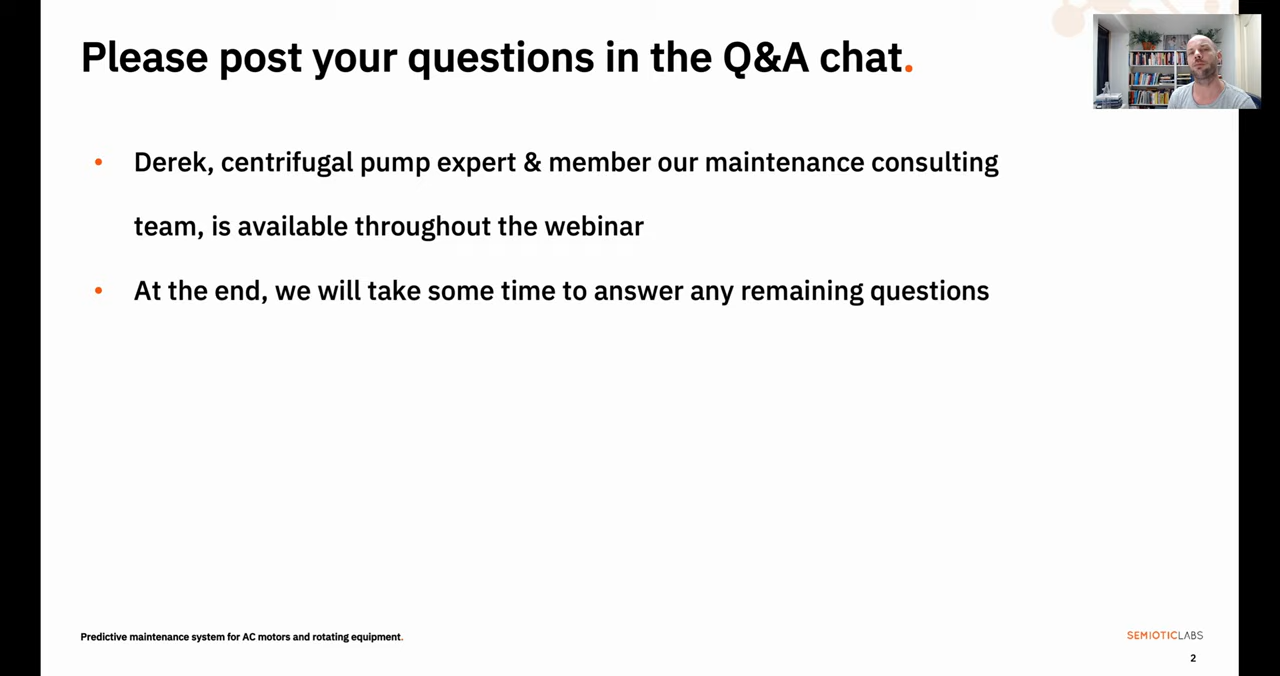 Please post your questions in the Q&A chat.
• Derek, centrifugal pump expert & member our maintenance consulting
team, is available throughout the webinar
• At the end, we will take some time to answer any remaining questions
Predictive maintenance system for AC motors and rotating equipment.
SEMIOTICLABS
2